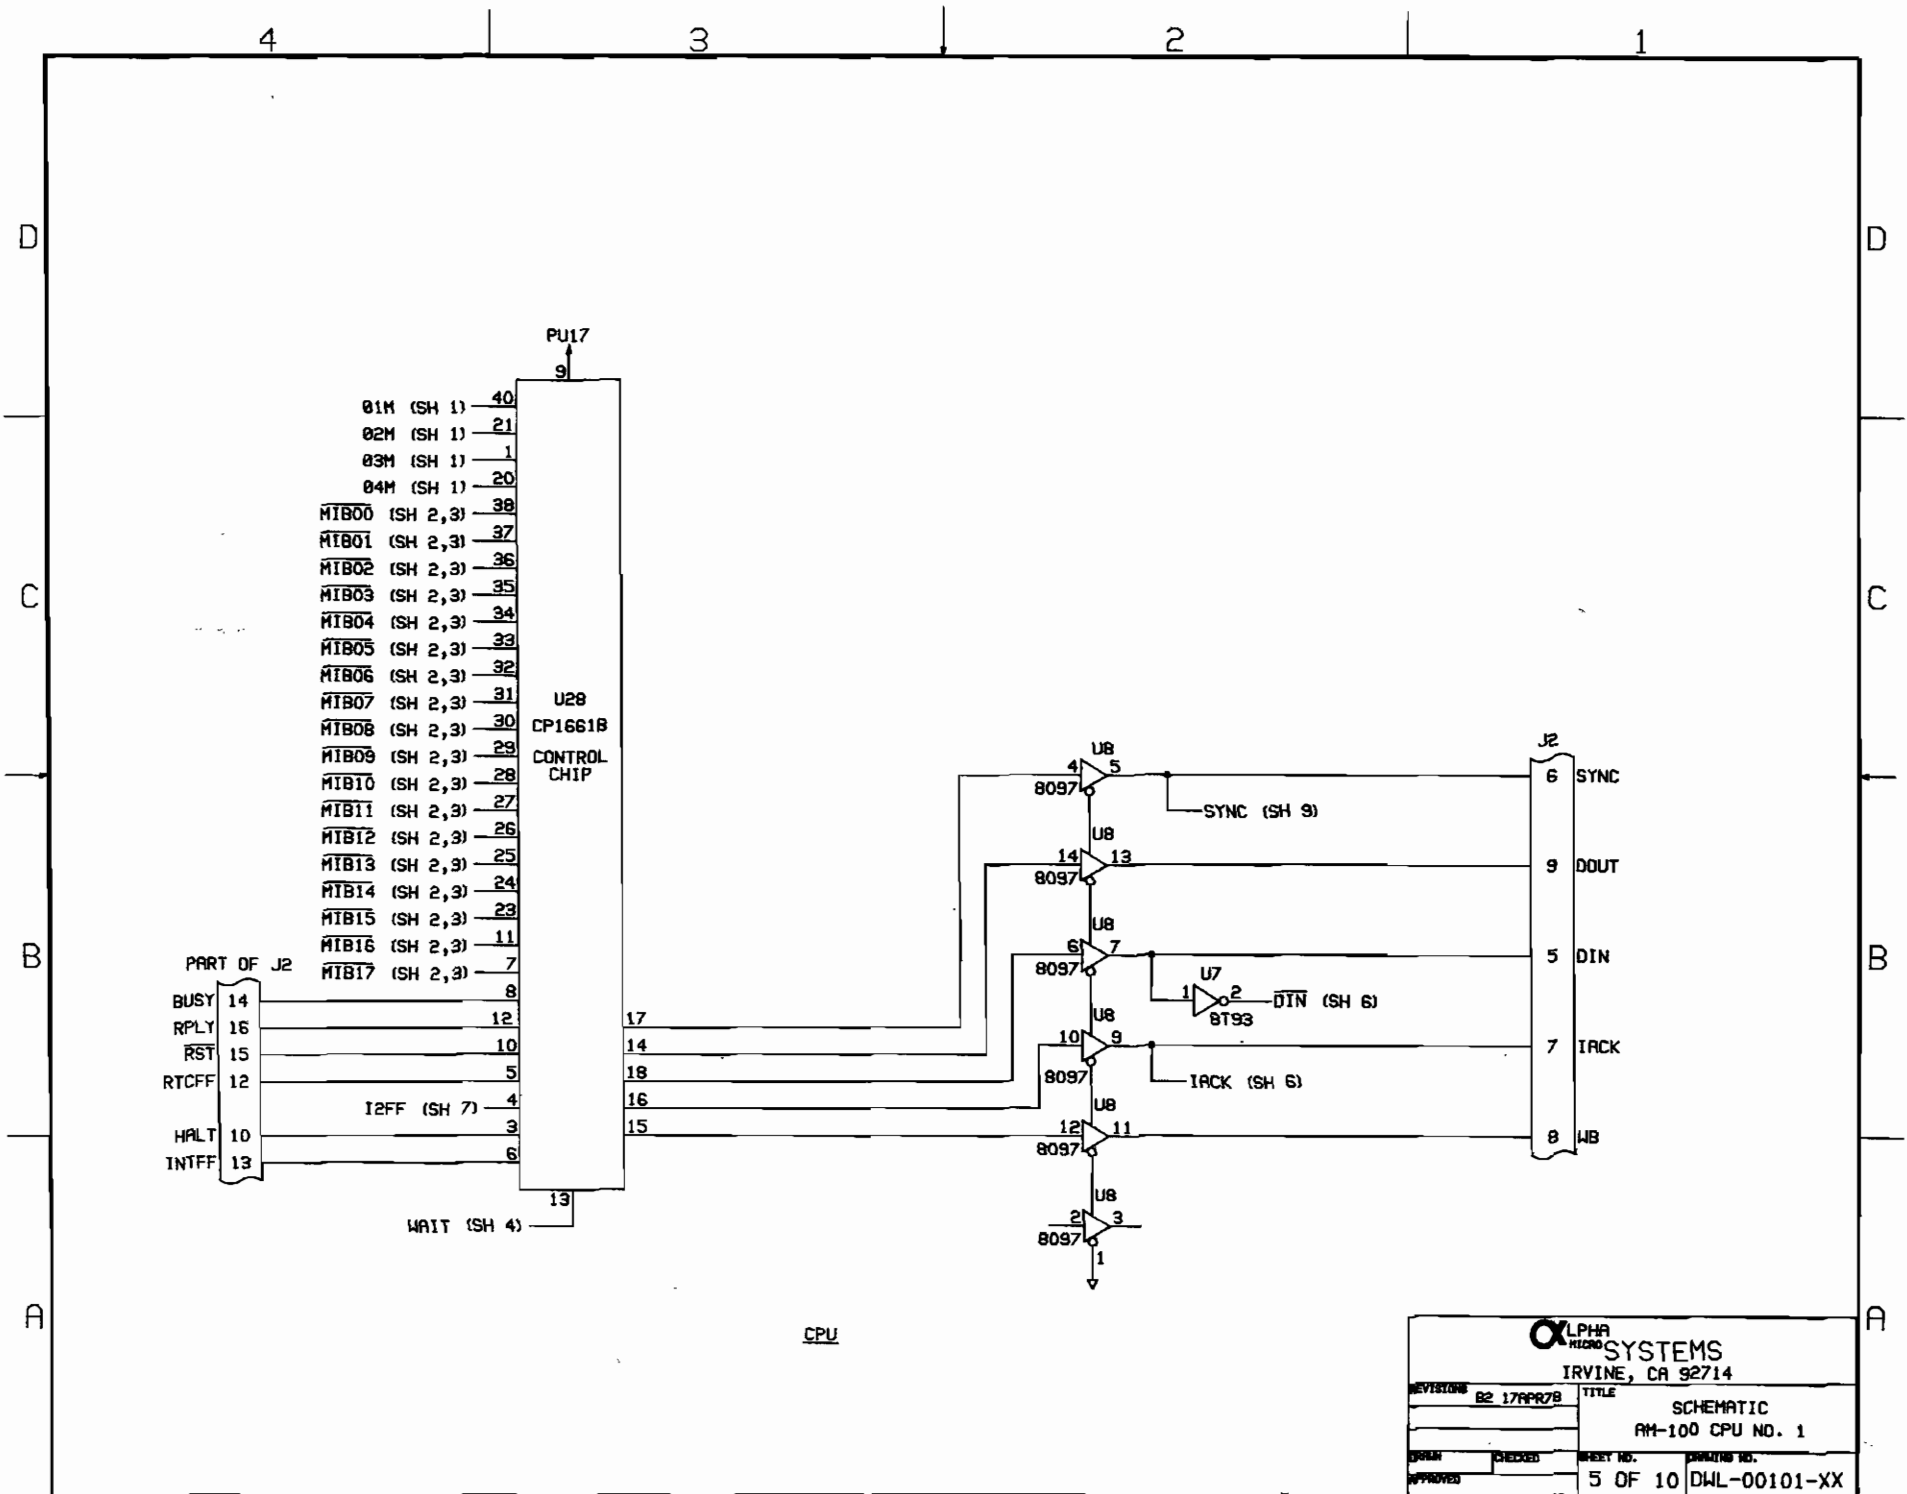 4 3 2 1
D D
PU17
9
01M (SH 1) 40
02M (SH 1) 21
03M (SH 1) 1
04M (SH 1) 20
MIB00 (SH 2,3) 38
MIB01 (SH 2,3) 37
MIB02 (SH 2,3) 36
MIB03 (SH 2,3) 35
MIB04 (SH 2,3) 34
MIB05 (SH 2,3) 33
MIB06 (SH 2,3) 32
MIB07 (SH 2,3) 31
MIB08 (SH 2,3) 30
MIB09 (SH 2,3) 29
MIB10 (SH 2,3) 28
MIB11 (SH 2,3) 27
MIB12 (SH 2,3) 26
MIB13 (SH 2,3) 25
MIB14 (SH 2,3) 24
MIB15 (SH 2,3) 23
MIB16 (SH 2,3) 11
MIB17 (SH 2,3) 7
C C
U28
CP1661B
CONTROL
CHIP
PART OF J2
BUSY 14 8
RPLY 16 12
RST 15 10
RTCFF 12 5
I2FF (SH 7) 4
HALT 10 3
INTFF 13 6
13
WAIT (SH 4)
17
14
18
16
15
B B
U8
4 5
8097
SYNC (SH 9)
U8
14 13
8097
U8
6 7
8097
U7
1 2 DIN (SH 6)
8T93
U8
10 9
8097
IACK (SH 6)
U8
12 11
8097
U8
2 3
8097
1
J2
6 SYNC
9 DOUT
5 DIN
7 IACK
8 WB
A A
CPU
ALPHA
MICRO SYSTEMS
IRVINE, CA 92714
REVISIONS
B2 17APR78
TITLE
SCHEMATIC
AM-100 CPU NO. 1
DRAWN CHECKED SHEET NO. DRAWING NO.
APPROVED
5 OF 10 DWL-00101-XX